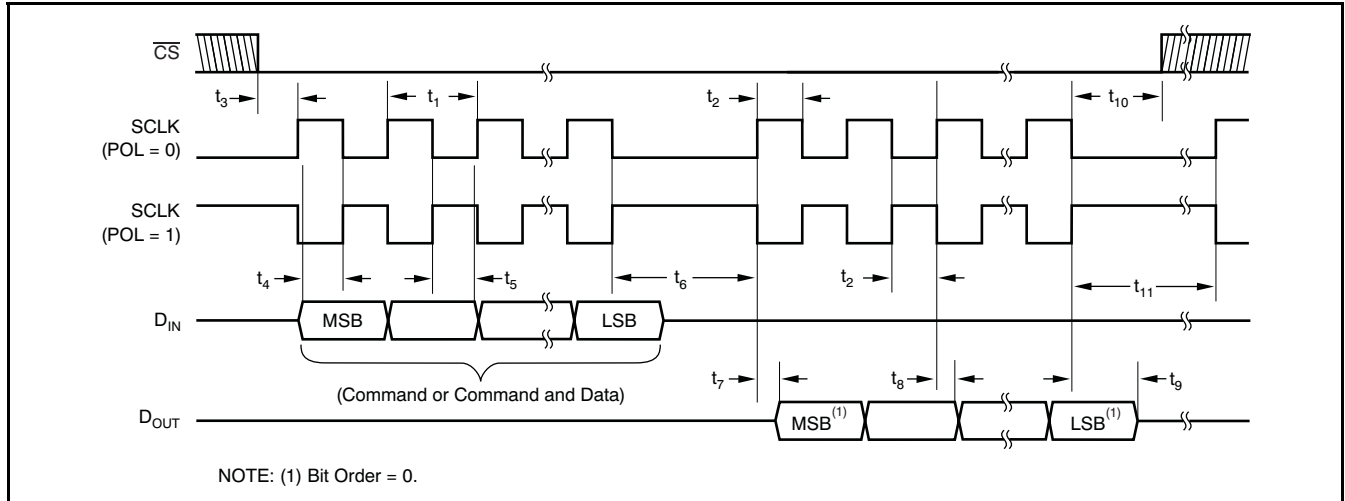 CS
t3 t1 t2 t10
SCLK
(POL = 0)
SCLK
(POL = 1)
t4 t5 t6 t2 t11
DIN MSB LSB
(Command or Command and Data)
t7 t8 t9
DOUT MSB(1) LSB(1)
NOTE: (1) Bit Order = 0.